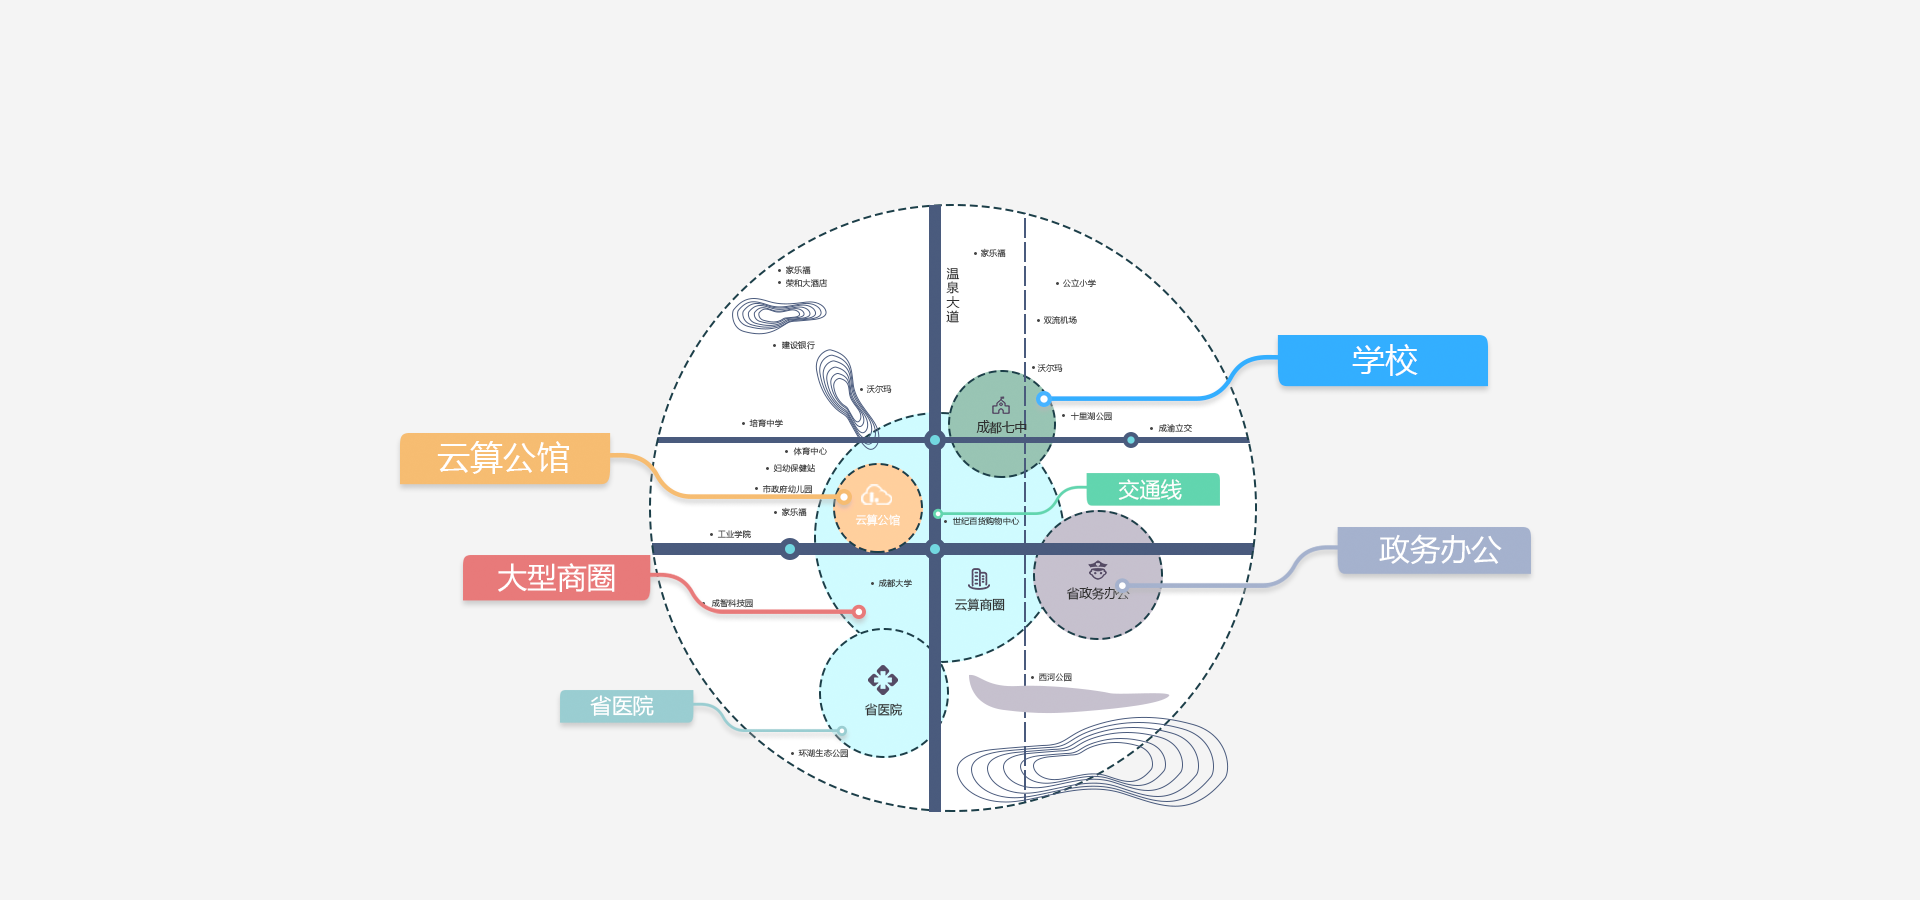 家乐福
温泉大道
家乐福
荣和大酒店
公立小学
双流机场
建设银行
学校
沃尔玛
沃尔玛
十里湖公园
培育中学
成都七中
成渝立交
体育中心
云算公馆
妇幼保健站
市政府幼儿园
交通线
家乐福
云算公馆
世纪百货购物中心
工业学院
政务办公
大型商圈
成都大学
省政务办公
成智科技园
云算商圈
西河公园
省医院
省医院
环湖生态公园